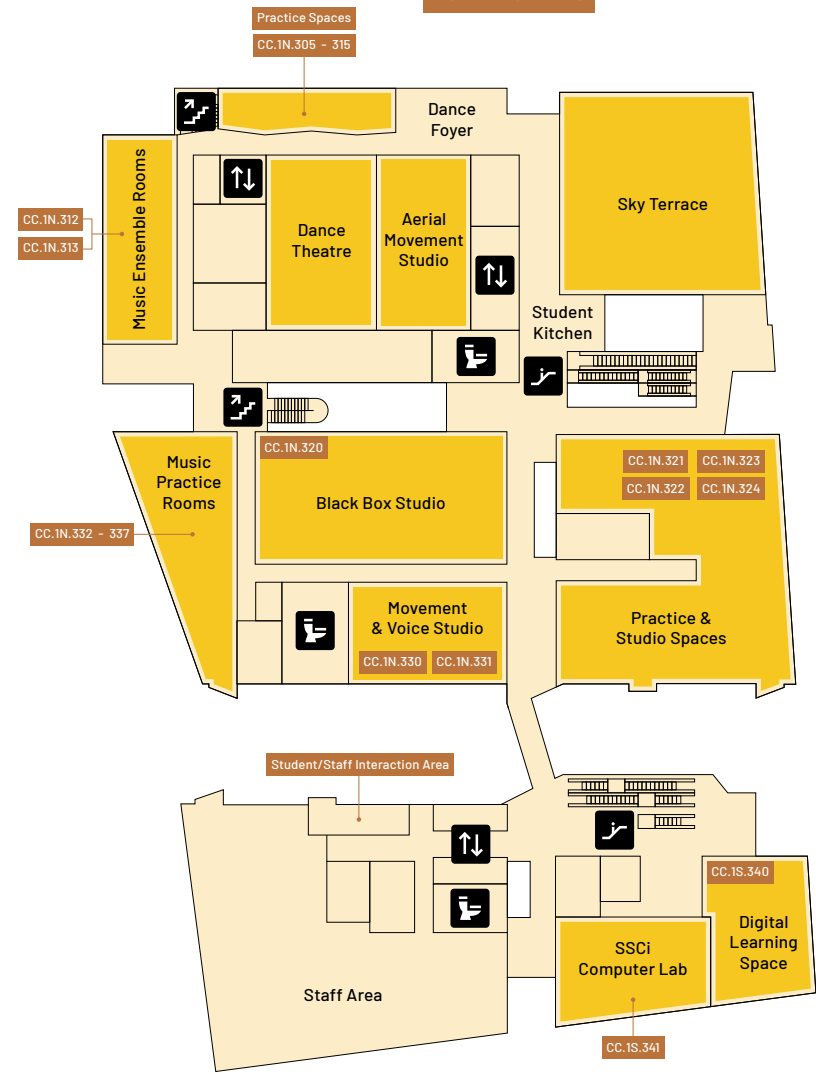 Practice Spaces
CC.1N.305 - 315
Dance
Foyer
Music Ensemble Rooms
CC.1N.312
CC.1N.313
Dance
Theatre
Aerial
Movement
Studio
Sky Terrace
Student
Kitchen
CC.1N.320
Black Box Studio
Music
Practice
Rooms
CC.1N.332 - 337
CC.1N.321
CC.1N.323
CC.1N.322
CC.1N.324
Movement
& Voice Studio
CC.1N.330
CC.1N.331
Practice &
Studio Spaces
Student/Staff Interaction Area
CC.1S.340
Digital
Learning
Space
SSCi
Computer Lab
Staff Area
CC.1S.341